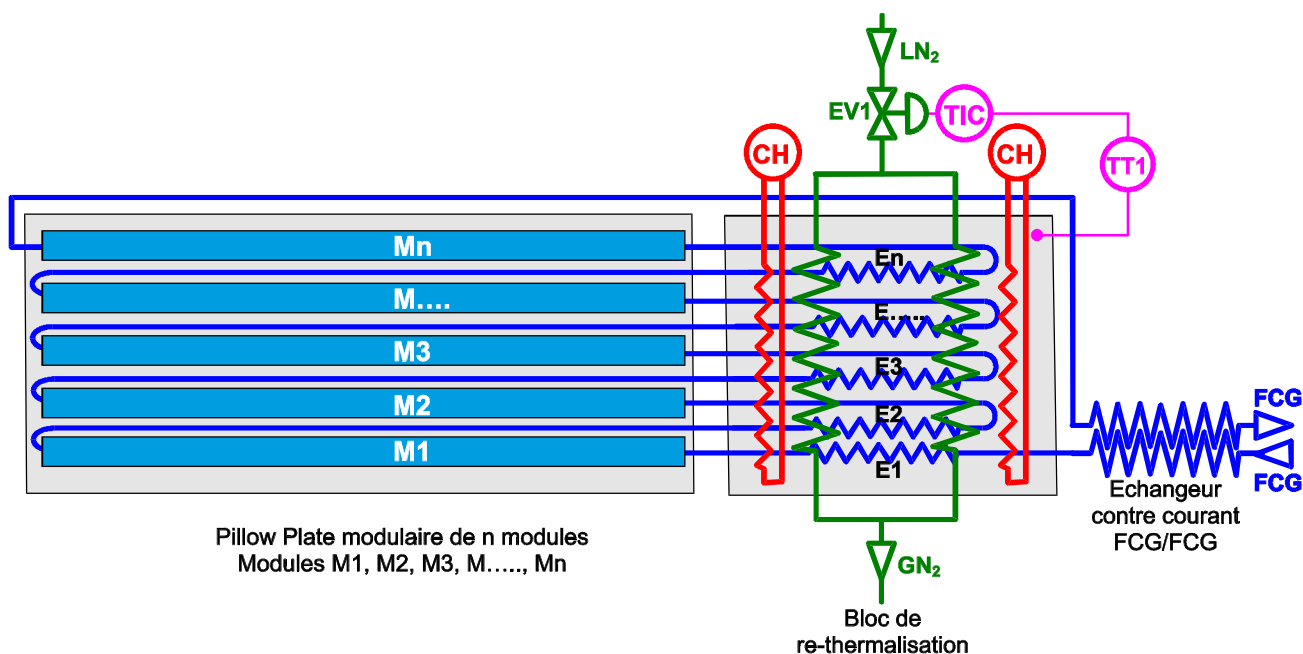 LN₂
EV1
TIC
CH
CH
TT1
Mn
En
M....
E.....
M3
E3
M2
E2
FCG
M1
E1
FCG
Echangeur
contre courant
FCG/FCG
Pillow Plate modulaire de n modules
Modules M1, M2, M3, M....., Mn
GN₂
Bloc de
re-thermalisation